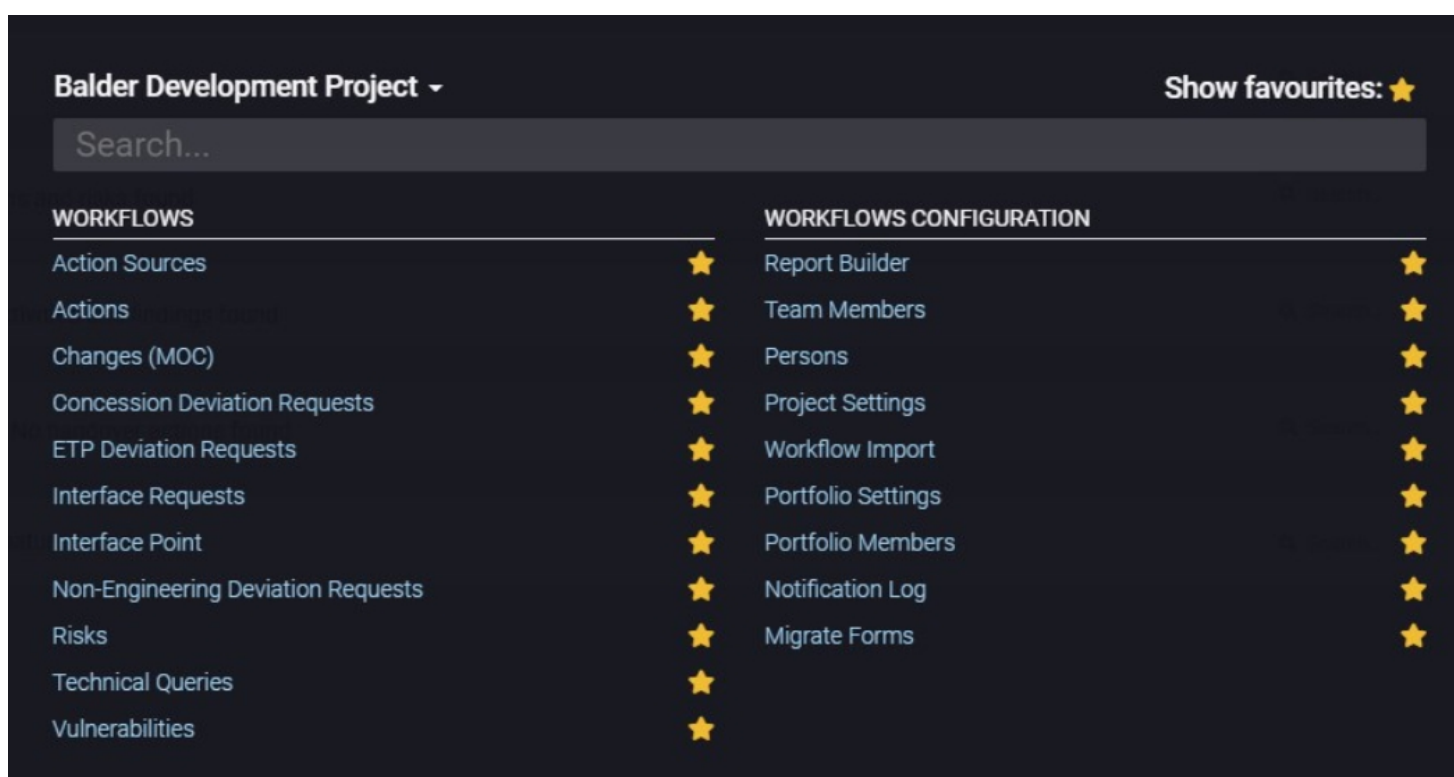 Balder Development Project
Show favourites:
Search...
WORKFLOWS
Action Sources
Actions
Changes (MOC)
Concession Deviation Requests
ETP Deviation Requests
Interface Requests
Interface Point
Non-Engineering Deviation Requests
Risks
Technical Queries
Vulnerabilities
WORKFLOWS CONFIGURATION
Report Builder
Team Members
Persons
Project Settings
Workflow Import
Portfolio Settings
Portfolio Members
Notification Log
Migrate Forms